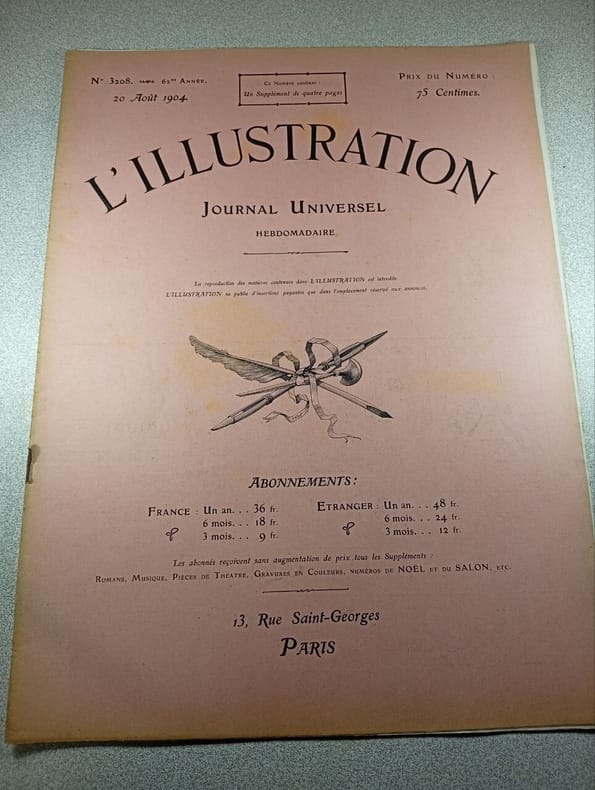 N° 3208. 62me Année.
20 Août 1904
Ce Numéro contient :
Un Supplément de quatre pages
Prix du Numéro :
75 Centimes.
L'ILLUSTRATION
Journal Universel
HEBDOMADAIRE
La reproduction des matières contenues dans L'ILLUSTRATION est interdite.
L'ILLUSTRATION ne publie d'insertions payantes que dans l'emplacement réservé aux annonces.
ABONNEMENTS:
FRANCE : Un an. . . 36 fr.
6 mois. . . 18 fr.
3 mois. . . 9 fr.
ETRANGER : Un an. . . 48 fr.
6 mois. . . 24 fr.
3 mois. . . 12 fr.
Les abonnés reçoivent sans augmentation de prix tous les Suppléments :
Romans, Musique, Pièces de Théatre, Gravures en Couleurs, numéros de NOËL et du SALON, etc.
13, Rue Saint-Georges
PARIS